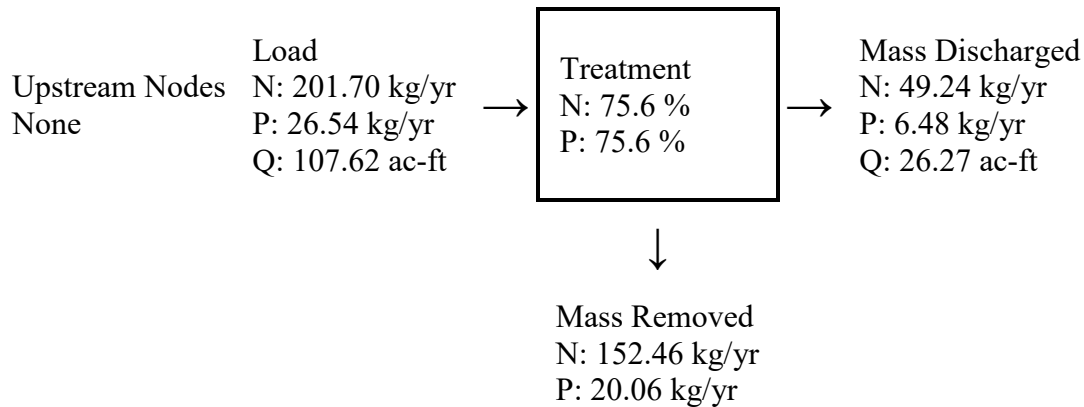 Upstream Nodes
None
Load
N: 201.70 kg/yr
P: 26.54 kg/yr
Q: 107.62 ac-ft
→
Treatment
N: 75.6 %
P: 75.6 %
→
Mass Discharged
N: 49.24 kg/yr
P: 6.48 kg/yr
Q: 26.27 ac-ft
↓
Mass Removed
N: 152.46 kg/yr
P: 20.06 kg/yr